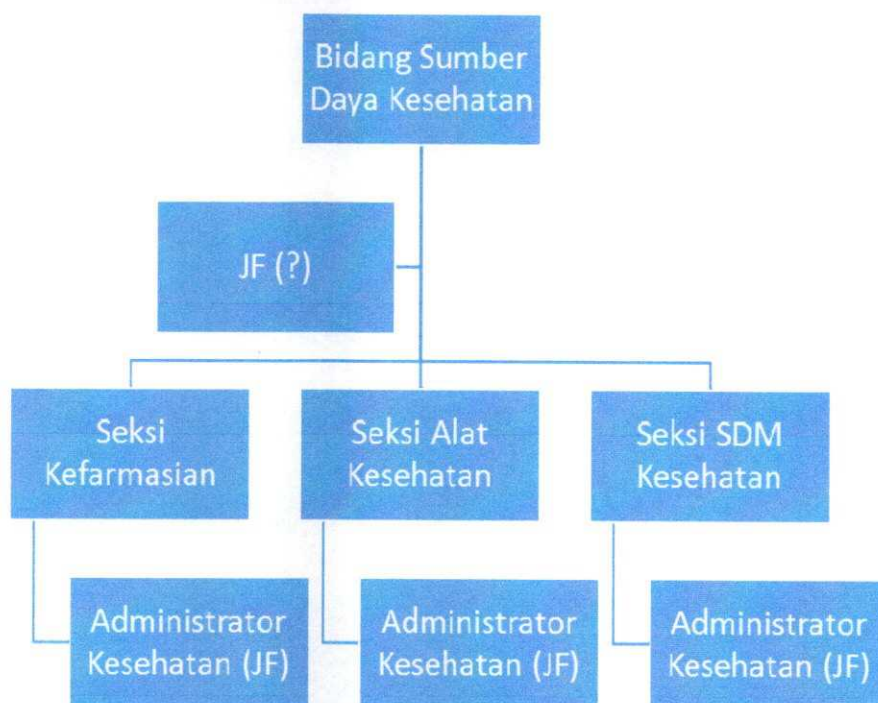 Bidang Sumber
Daya Kesehatan
JF (?)
Seksi
Kefarmasian
Seksi Alat
Kesehatan
Seksi SDM
Kesehatan
Administrator
Kesehatan (JF)
Administrator
Kesehatan (JF)
Administrator
Kesehatan (JF)